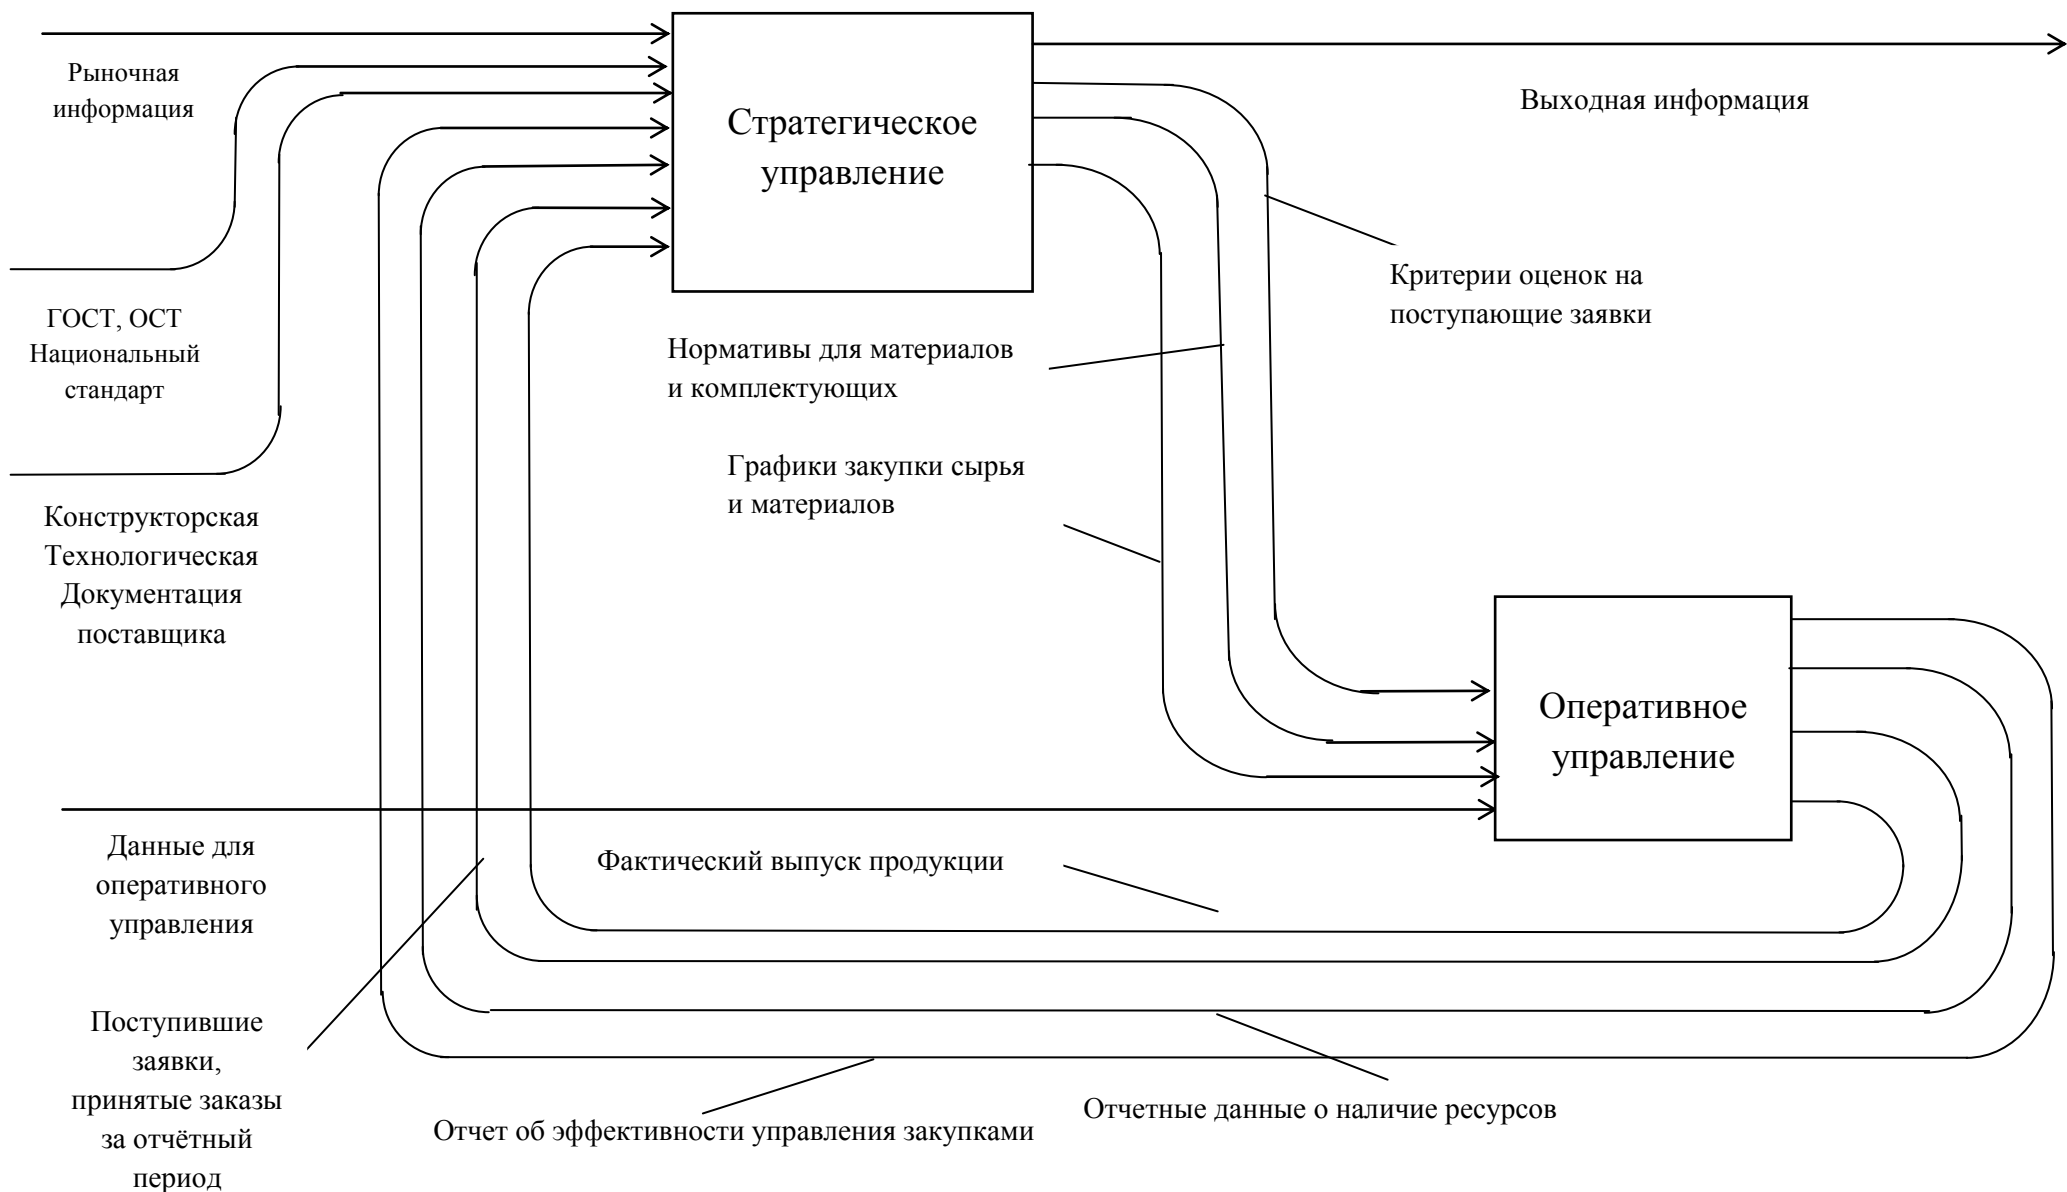 Рыночная
информация
Стратегическое
управление
Выходная информация
ГОСТ, ОСТ
Национальный
стандарт
Критерии оценок на
поступающие заявки
Нормативы для материалов
и комплектующих
Графики закупки сырья
и материалов
Конструкторская
Технологическая
Документация
поставщика
Оперативное
управление
Данные для
оперативного
управления
Фактический выпуск продукции
Поступившие
заявки,
принятые заказы
за отчётный
период
Отчет об эффективности управления закупками
Отчетные данные о наличие ресурсов